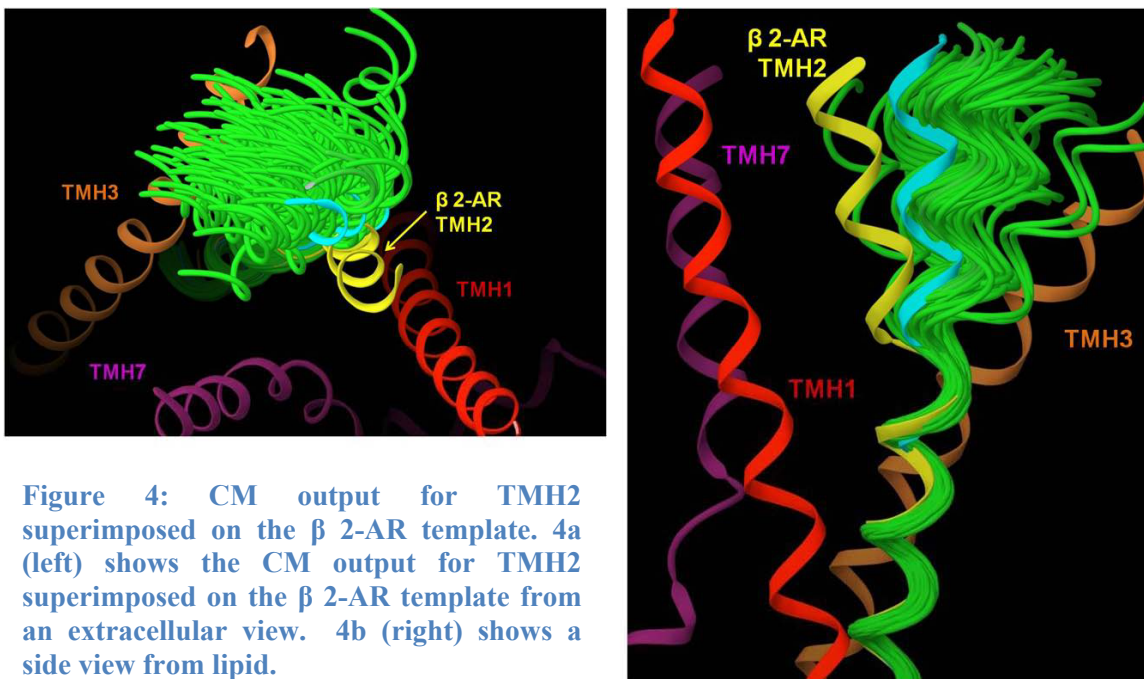 TMH3
β 2-AR
TMH2
TMH1
TMH7
β 2-AR
TMH2
TMH7
TMH1
TMH3
Figure 4: CM output for TMH2
superimposed on the β 2-AR template. 4a
(left) shows the CM output for TMH2
superimposed on the β 2-AR template from
an extracellular view. 4b (right) shows a
side view from lipid.